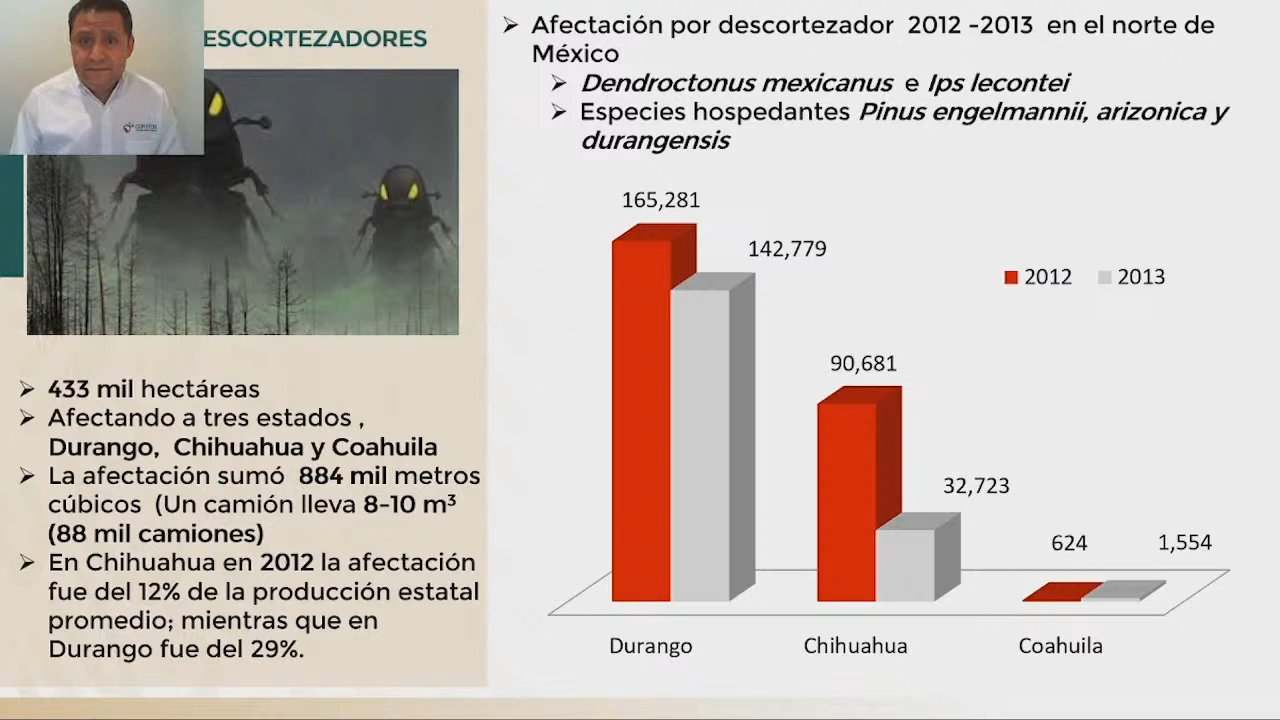 ESCORTEZADORES
433 mil hectáreas
Afectando a tres estados ,
Durango, Chihuahua y Coahuila
La afectación sumó 884 mil metros
cúbicos (Un camión lleva 8-10 m³
(88 mil camiones)
En Chihuahua en 2012 la afectación
fue del 12% de la producción estatal
promedio; mientras que en
Durango fue del 29%.
Afectación por descortezador 2012 -2013 en el norte de
México
Dendroctonus mexicanus e Ips lecontei
Especies hospedantes Pinus engelmannii, arizonica y
durangensis
165,281
142,779
2012 2013
90,681
32,723
624
1,554
Durango Chihuahua Coahuila